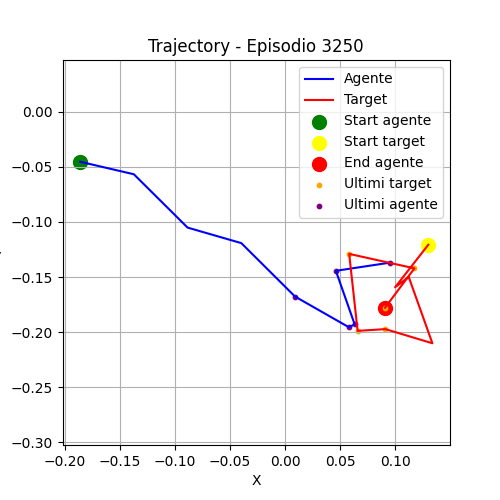 Trajectory - Episodio 3250
Agente
Target
Start agente
Start target
End agente
Ultimi target
Ultimi agente
0.00
−0.05
−0.10
−0.15
−0.20
−0.25
−0.30
−0.20 −0.15 −0.10 −0.05 0.00 0.05 0.10
X